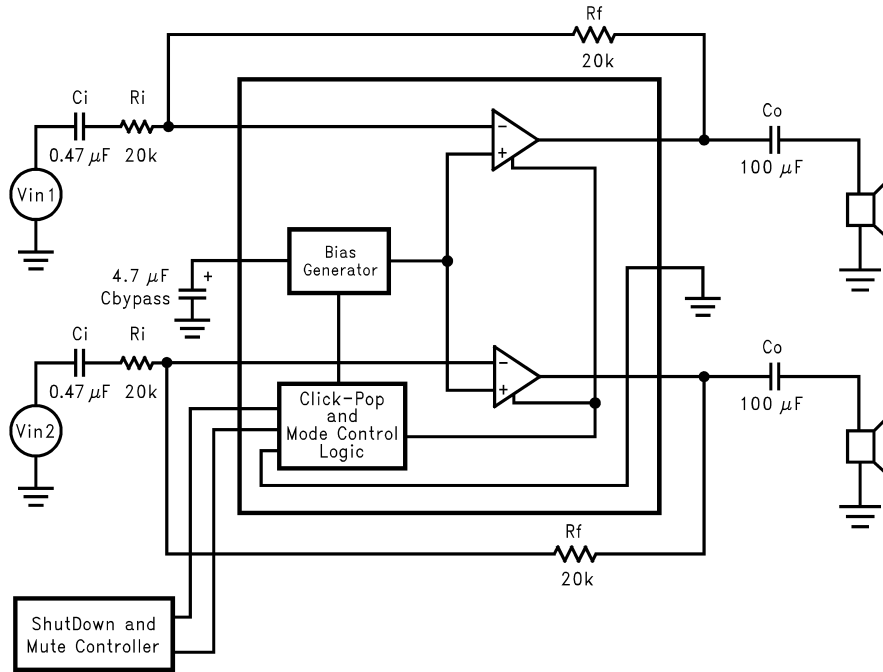 Rf
20k
Ci
Ri
Co
0.47 μF
20k
100 μF
Vin1
−
+
Bias
Generator
+
4.7 μF
Cbypass
Ci
Ri
Co
0.47 μF
20k
100 μF
Vin2
−
+
Click-Pop
and
Mode Control
Logic
Rf
20k
ShutDown and
Mute Controller